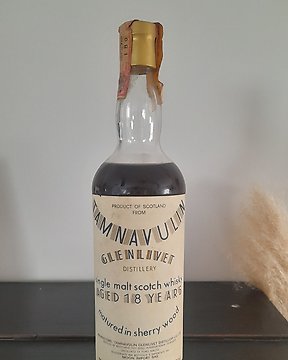 PRODUCT OF SCOTLAND
FROM
TAMNAVULIN
GLENLIVET
DISTILLERY
single malt scotch whisky
AGED 18 YEARS
matured in sherry wood